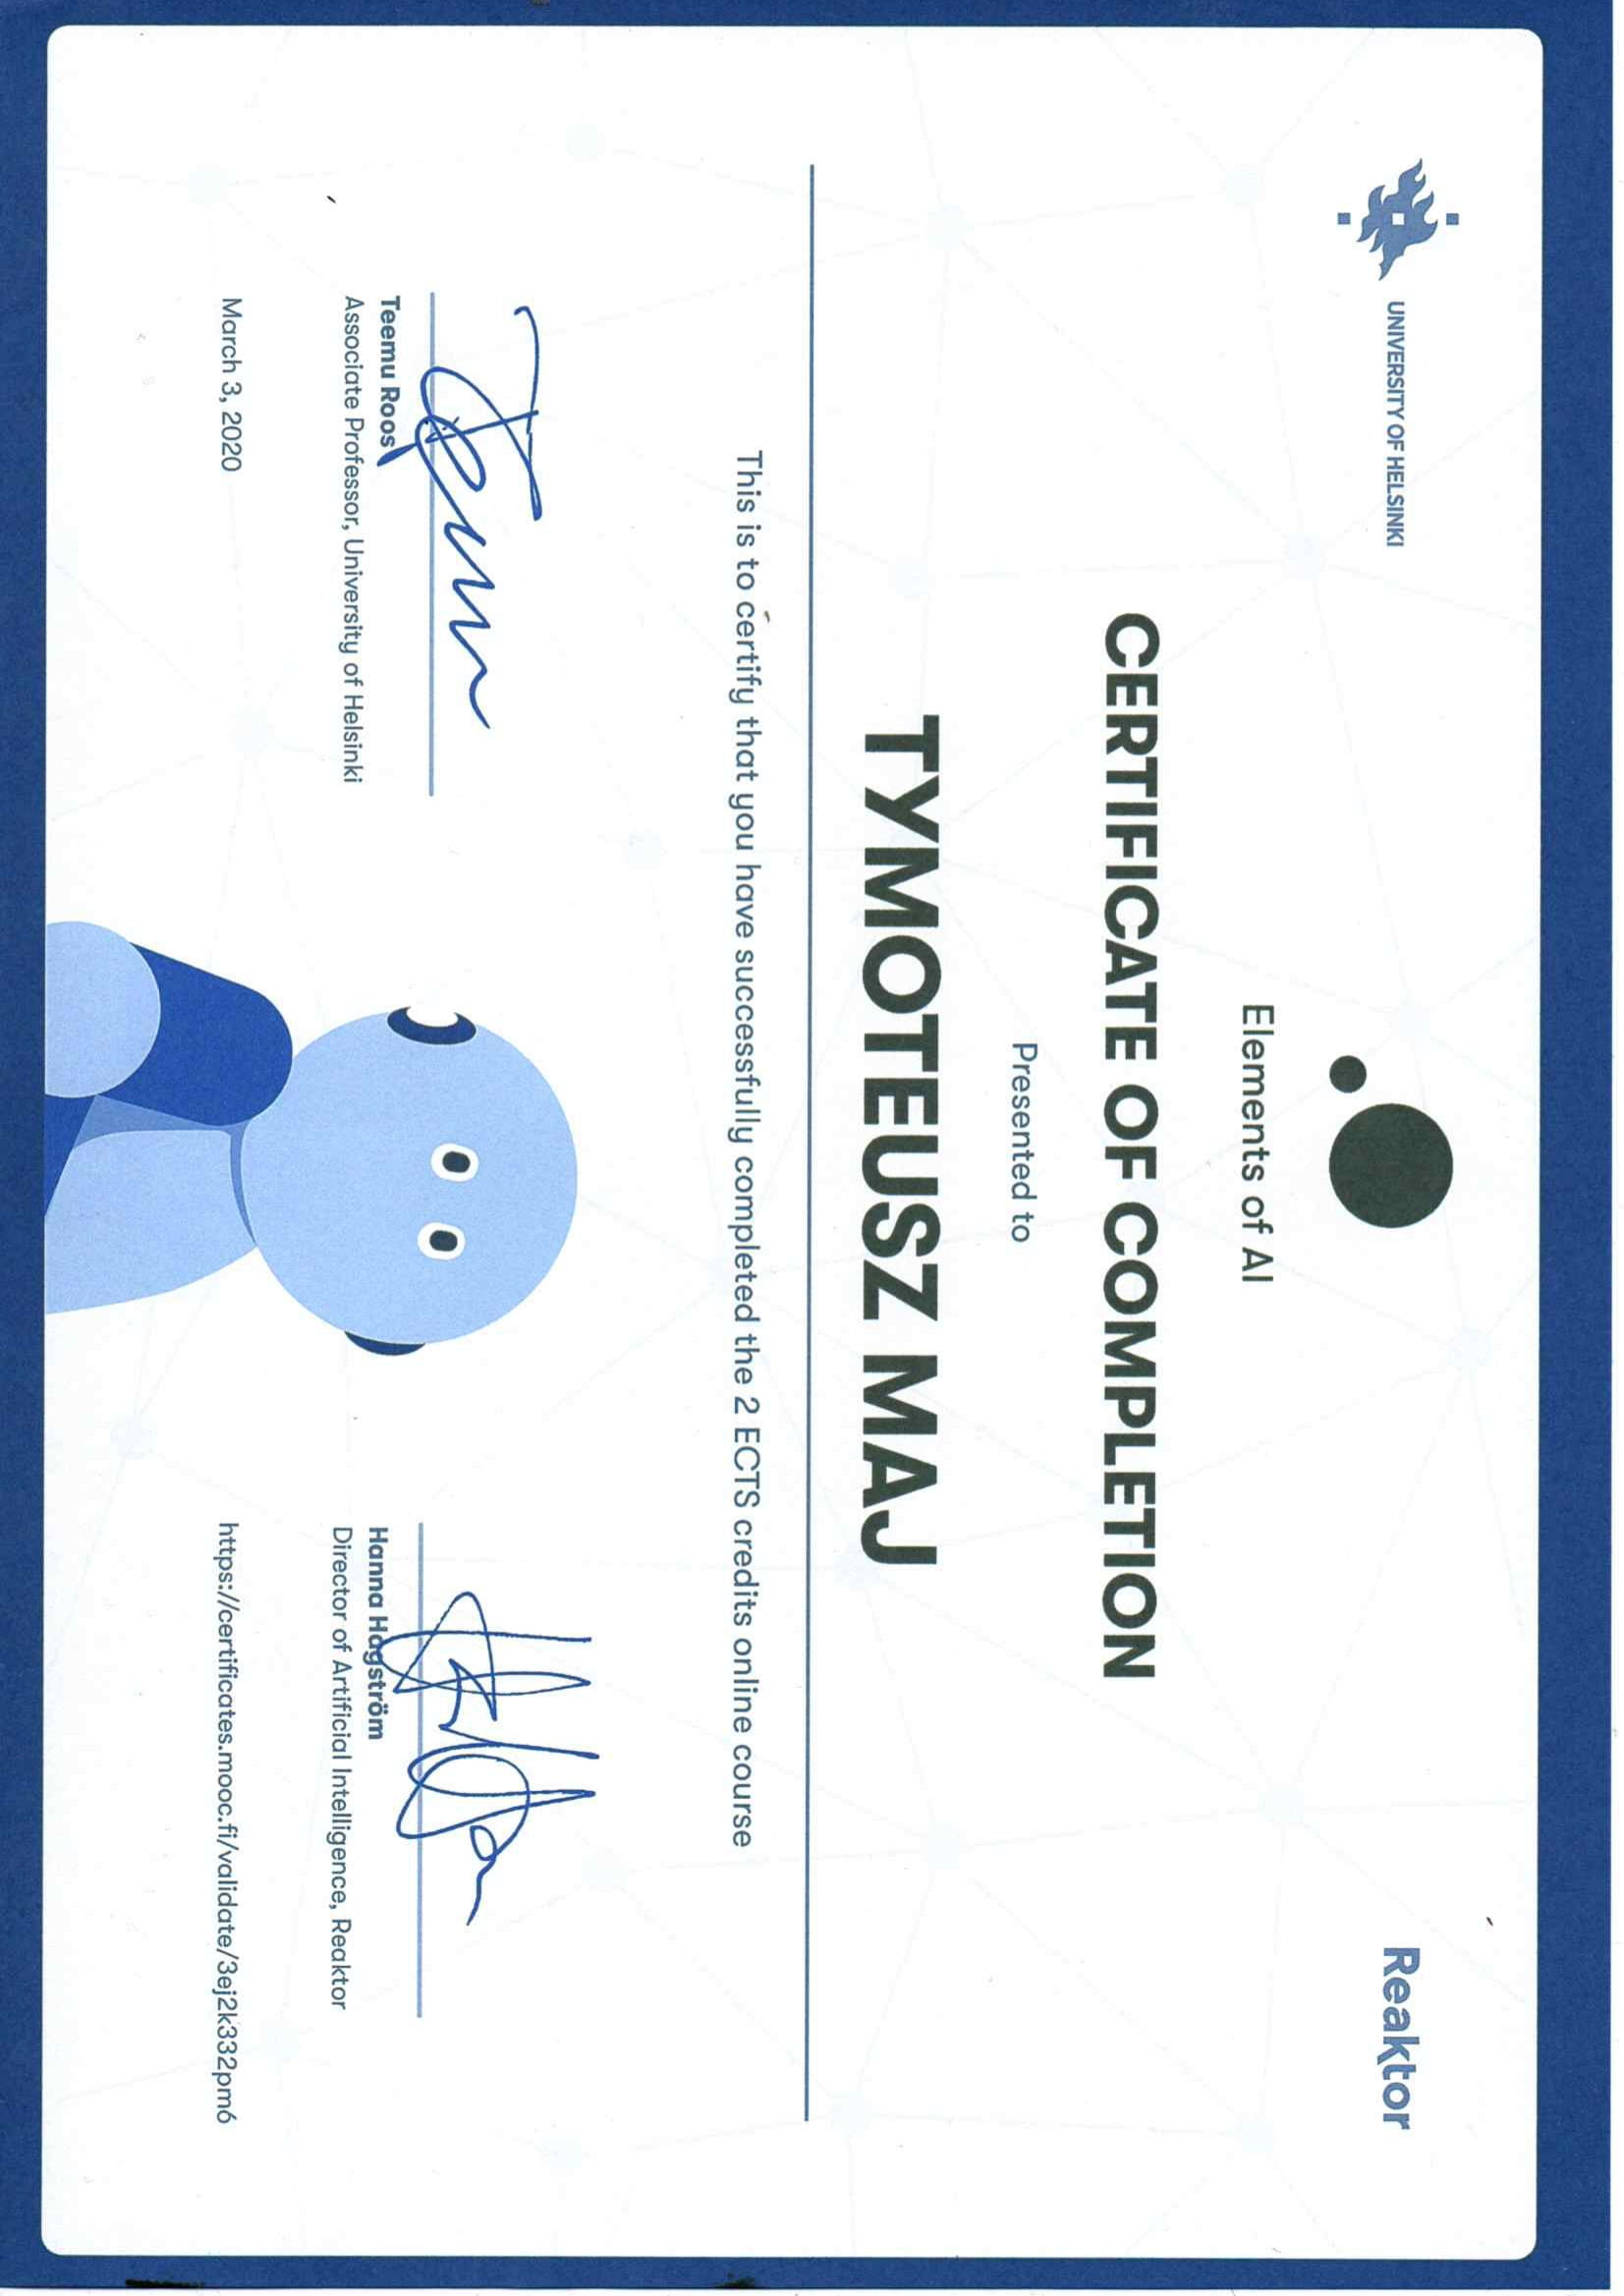 UNIVERSITY OF HELSINKI
Reaktor
Elements of AI
CERTIFICATE OF COMPLETION
Presented to
TYMOTEUSZ MAJ
This is to certify that you have successfully completed the 2 ECTS credits online course
Teemu
Teemu Roos
Associate Professor, University of Helsinki
March 3, 2020
Hanna Hagström
Director of Artificial Intelligence, Reaktor
https://certificates.mooc.fi/validate/3ej2k332pm6